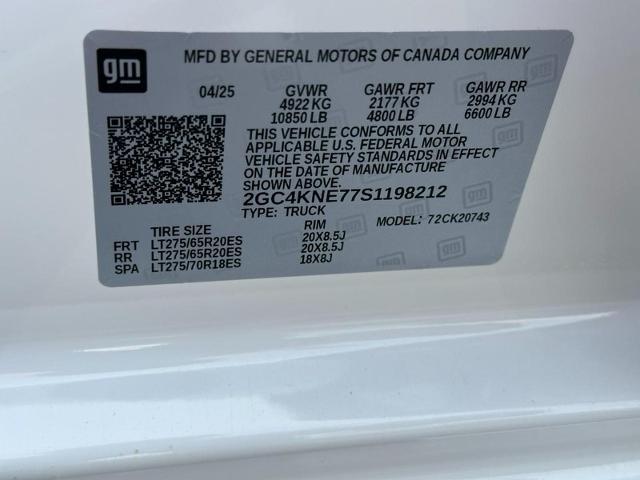 gm
MFD BY GENERAL MOTORS OF CANADA COMPANY
04/25 GVWR GAWR FRT GAWR RR
4922 KG 2177 KG 2994 KG
10850 LB 4800 LB 6600 LB
THIS VEHICLE CONFORMS TO ALL
APPLICABLE U.S. FEDERAL MOTOR
VEHICLE SAFETY STANDARDS IN EFFECT
ON THE DATE OF MANUFACTURE
SHOWN ABOVE.
2GC4KNE77S1198212
TYPE: TRUCK MODEL: 72CK20743
TIRE SIZE RIM
FRT LT275/65R20ES 20X8.5J
RR LT275/65R20ES 20X8.5J
SPA LT275/70R18ES 18X8J